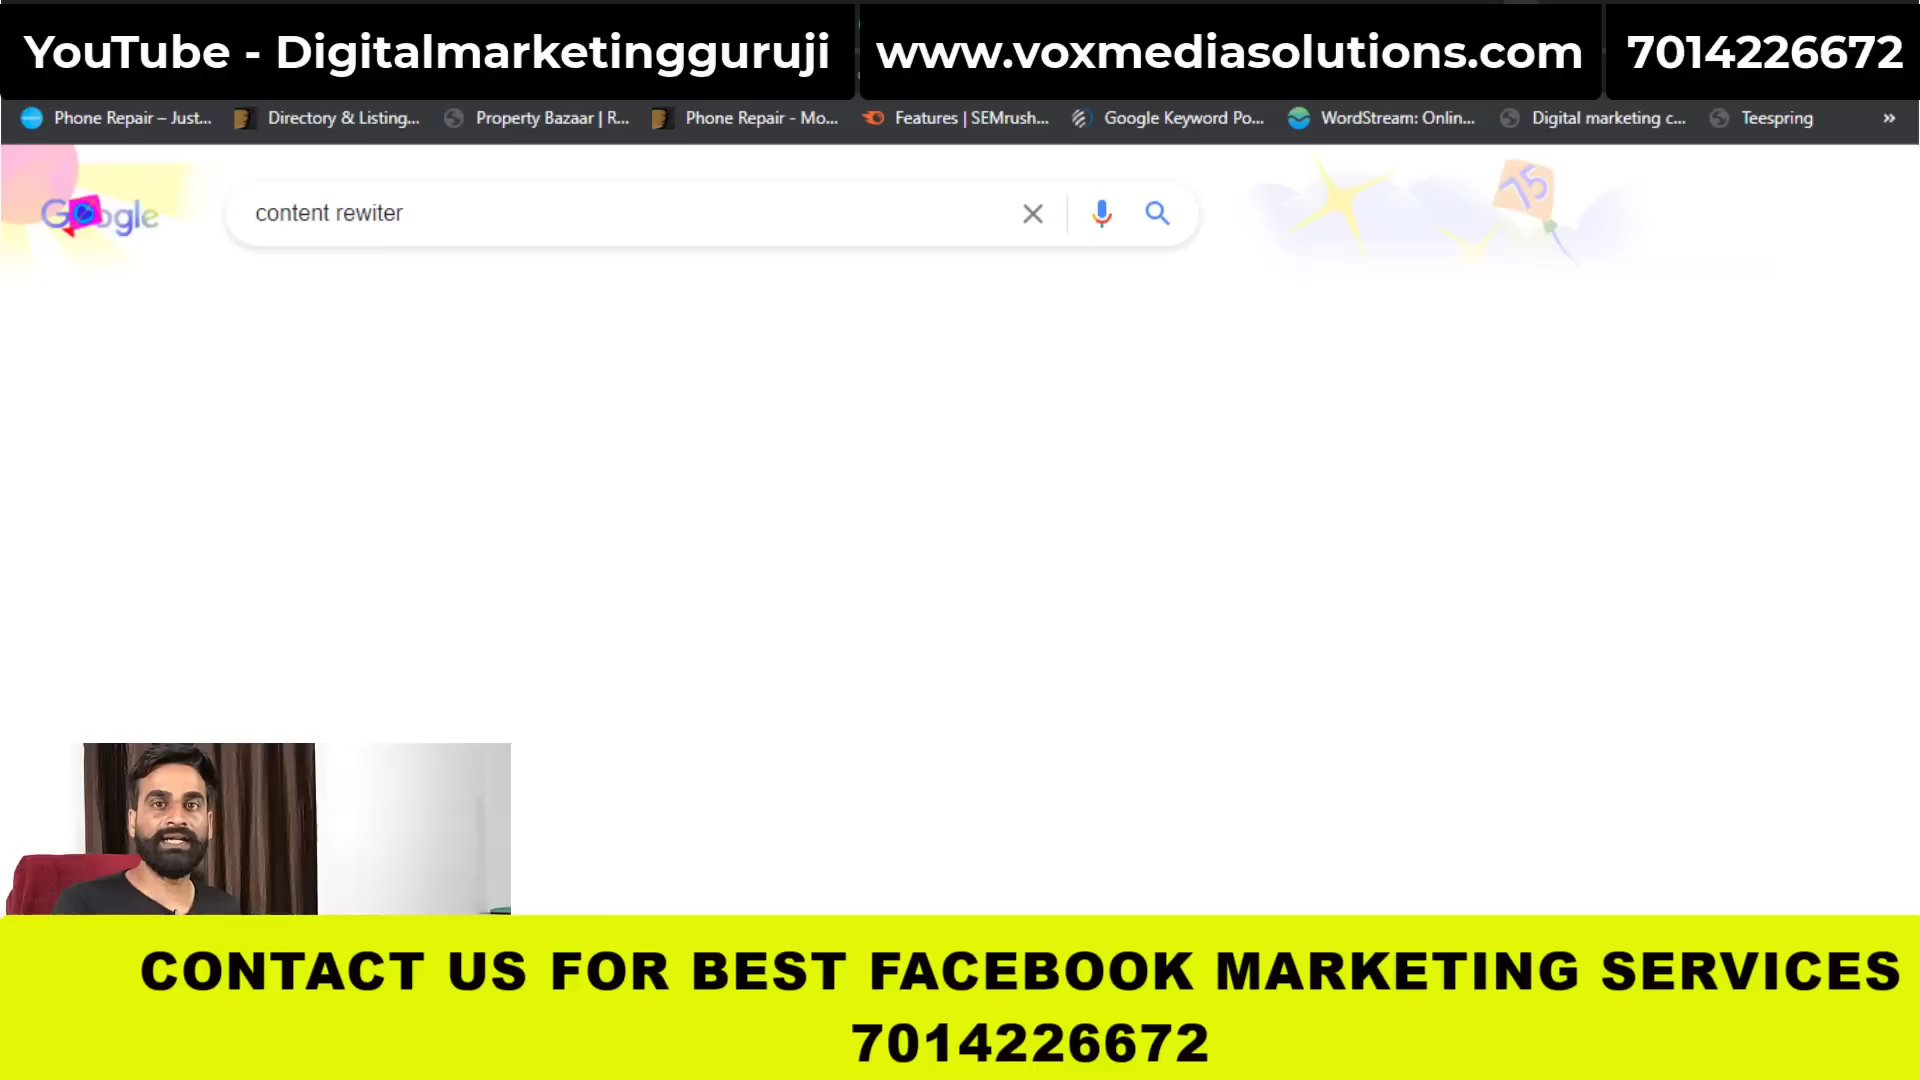 YouTube - Digitalmarketingguruji www.voxmediasolutions.com 7014226672
Phone Repair – Just... Directory & Listing... Property Bazaar | R... Phone Repair - Mo... Features | SEMrush... Google Keyword Po... WordStream: Onlin... Digital marketing c... Teespring »
Google content rewiter 75
CONTACT US FOR BEST FACEBOOK MARKETING SERVICES
7014226672